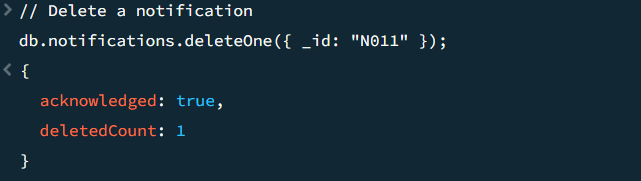 > // Delete a notification
db.notifications.deleteOne({ _id: "N011" });
< {
acknowledged: true,
deletedCount: 1
}